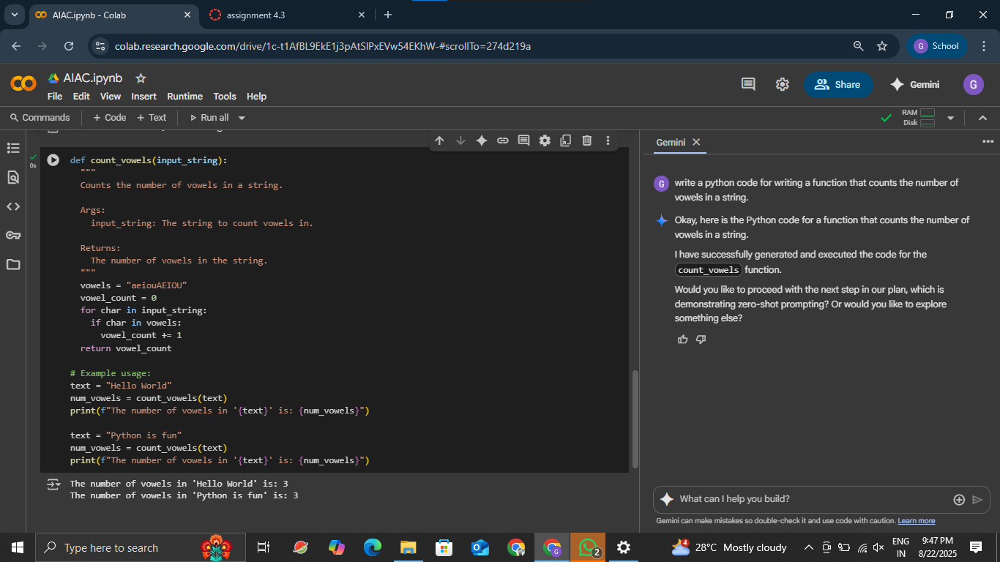 AIAC.ipynb - Colab
assignment 4.3
colab.research.google.com/drive/1c-t1AfBL9EkE1j3pAtSlPxEVw54EKhW-#scrollTo=274d219a
G School
AIAC.ipynb
File Edit View Insert Runtime Tools Help
Share
Gemini
G
Commands + Code + Text Run all
RAM
Disk
0s
def count_vowels(input_string):
"""
Counts the number of vowels in a string.
Args:
input_string: The string to count vowels in.
Returns:
The number of vowels in the string.
"""
vowels = "aeiouAEIOU"
vowel_count = 0
for char in input_string:
if char in vowels:
vowel_count += 1
return vowel_count
# Example usage:
text = "Hello World"
num_vowels = count_vowels(text)
print(f"The number of vowels in '{text}' is: {num_vowels}")
text = "Python is fun"
num_vowels = count_vowels(text)
print(f"The number of vowels in '{text}' is: {num_vowels}")
The number of vowels in 'Hello World' is: 3
The number of vowels in 'Python is fun' is: 3
Gemini
G
write a python code for writing a function that counts the number of
vowels in a string.
Okay, here is the Python code for a function that counts the number of
vowels in a string.
I have successfully generated and executed the code for the
count_vowels function.
Would you like to proceed with the next step in our plan, which is
demonstrating zero-shot prompting? Or would you like to explore
something else?
What can I help you build?
Gemini can make mistakes so double-check it and use code with caution. Learn more
Type here to search
G
2
4
28°C Mostly cloudy
ENG
IN
9:47 PM
8/22/2025